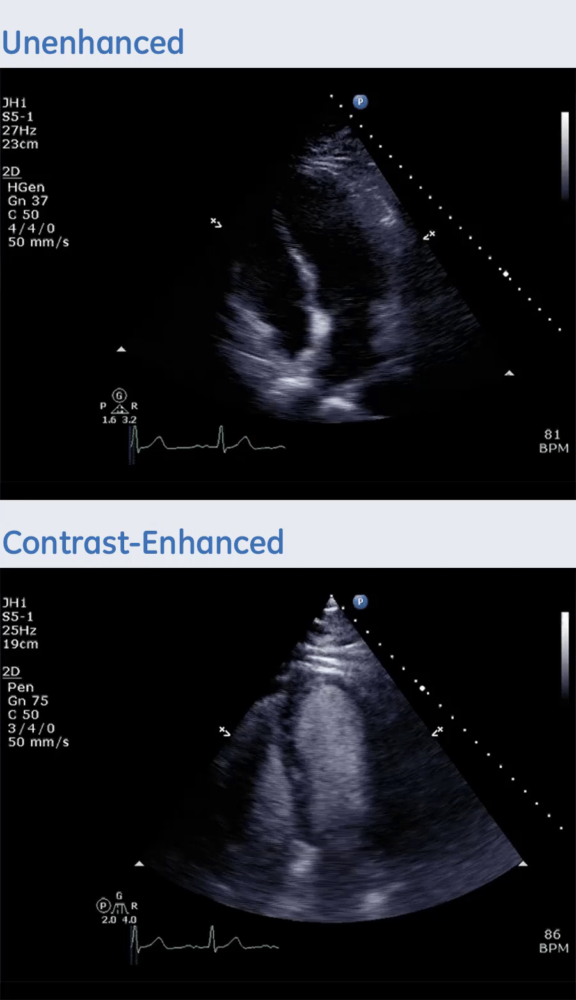 Unenhanced
P
JH1
S5-1
27Hz
23cm
2D
HGen
Gn 37
C 50
4/4/0
50 mm/s
G
P R
1.6 3.2
81
BPM
Contrast-Enhanced
P
JH1
S5-1
25Hz
19cm
2D
Pen
Gn 75
C 50
3/4/0
50 mm/s
G
P R
2.0 4.0
86
BPM